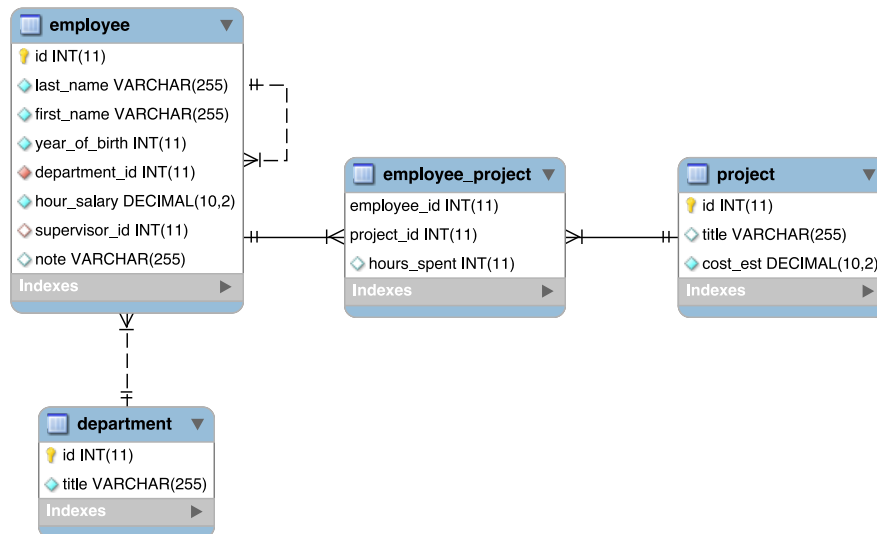 employee
id INT(11)
last_name VARCHAR(255)
first_name VARCHAR(255)
year_of_birth INT(11)
department_id INT(11)
hour_salary DECIMAL(10,2)
supervisor_id INT(11)
note VARCHAR(255)
Indexes
employee_project
employee_id INT(11)
project_id INT(11)
hours_spent INT(11)
Indexes
project
id INT(11)
title VARCHAR(255)
cost_est DECIMAL(10,2)
Indexes
department
id INT(11)
title VARCHAR(255)
Indexes